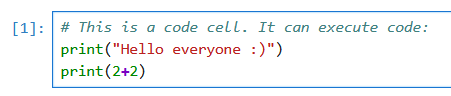 [1]: # This is a code cell. It can execute code:
print("Hello everyone :)")
print(2+2)